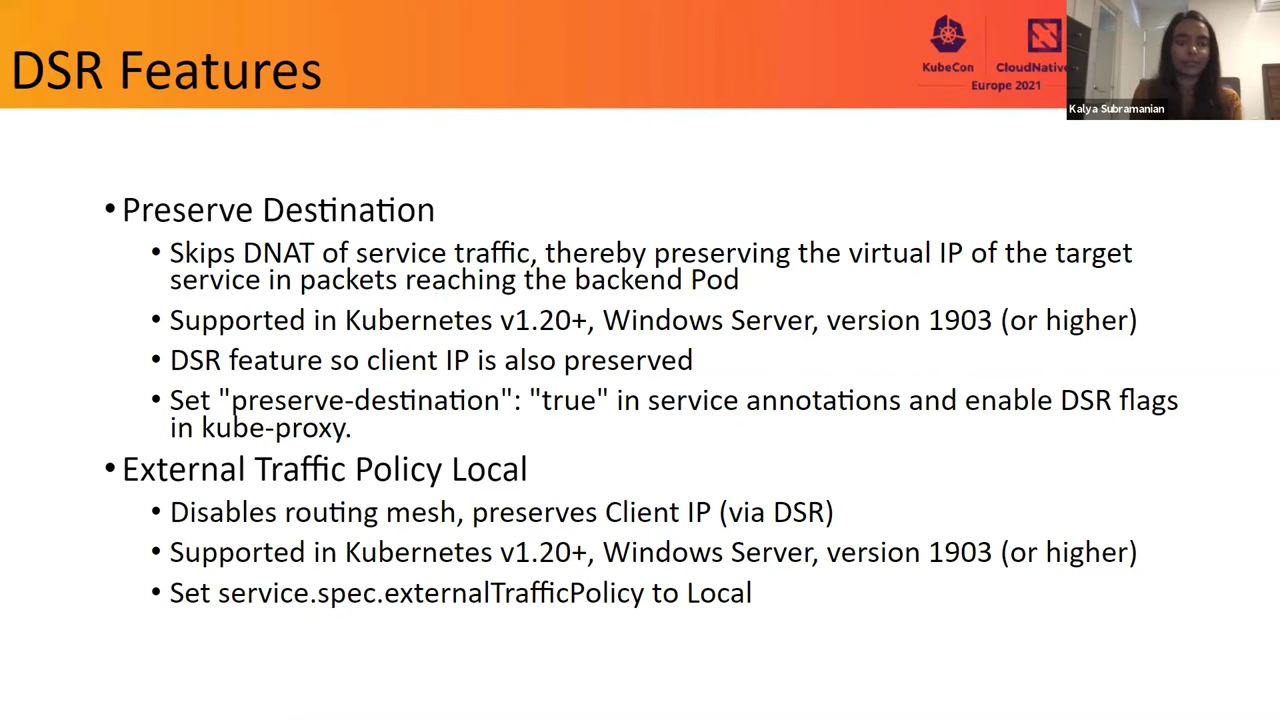 DSR Features
KubeCon
CloudNative
Europe 2021
Kalya Subramanian
•Preserve Destination
• Skips DNAT of service traffic, thereby preserving the virtual IP of the target
service in packets reaching the backend Pod
• Supported in Kubernetes v1.20+, Windows Server, version 1903 (or higher)
• DSR feature so client IP is also preserved
• Set "preserve-destination": "true" in service annotations and enable DSR flags
in kube-proxy.
•External Traffic Policy Local
• Disables routing mesh, preserves Client IP (via DSR)
• Supported in Kubernetes v1.20+, Windows Server, version 1903 (or higher)
• Set service.spec.externalTrafficPolicy to Local